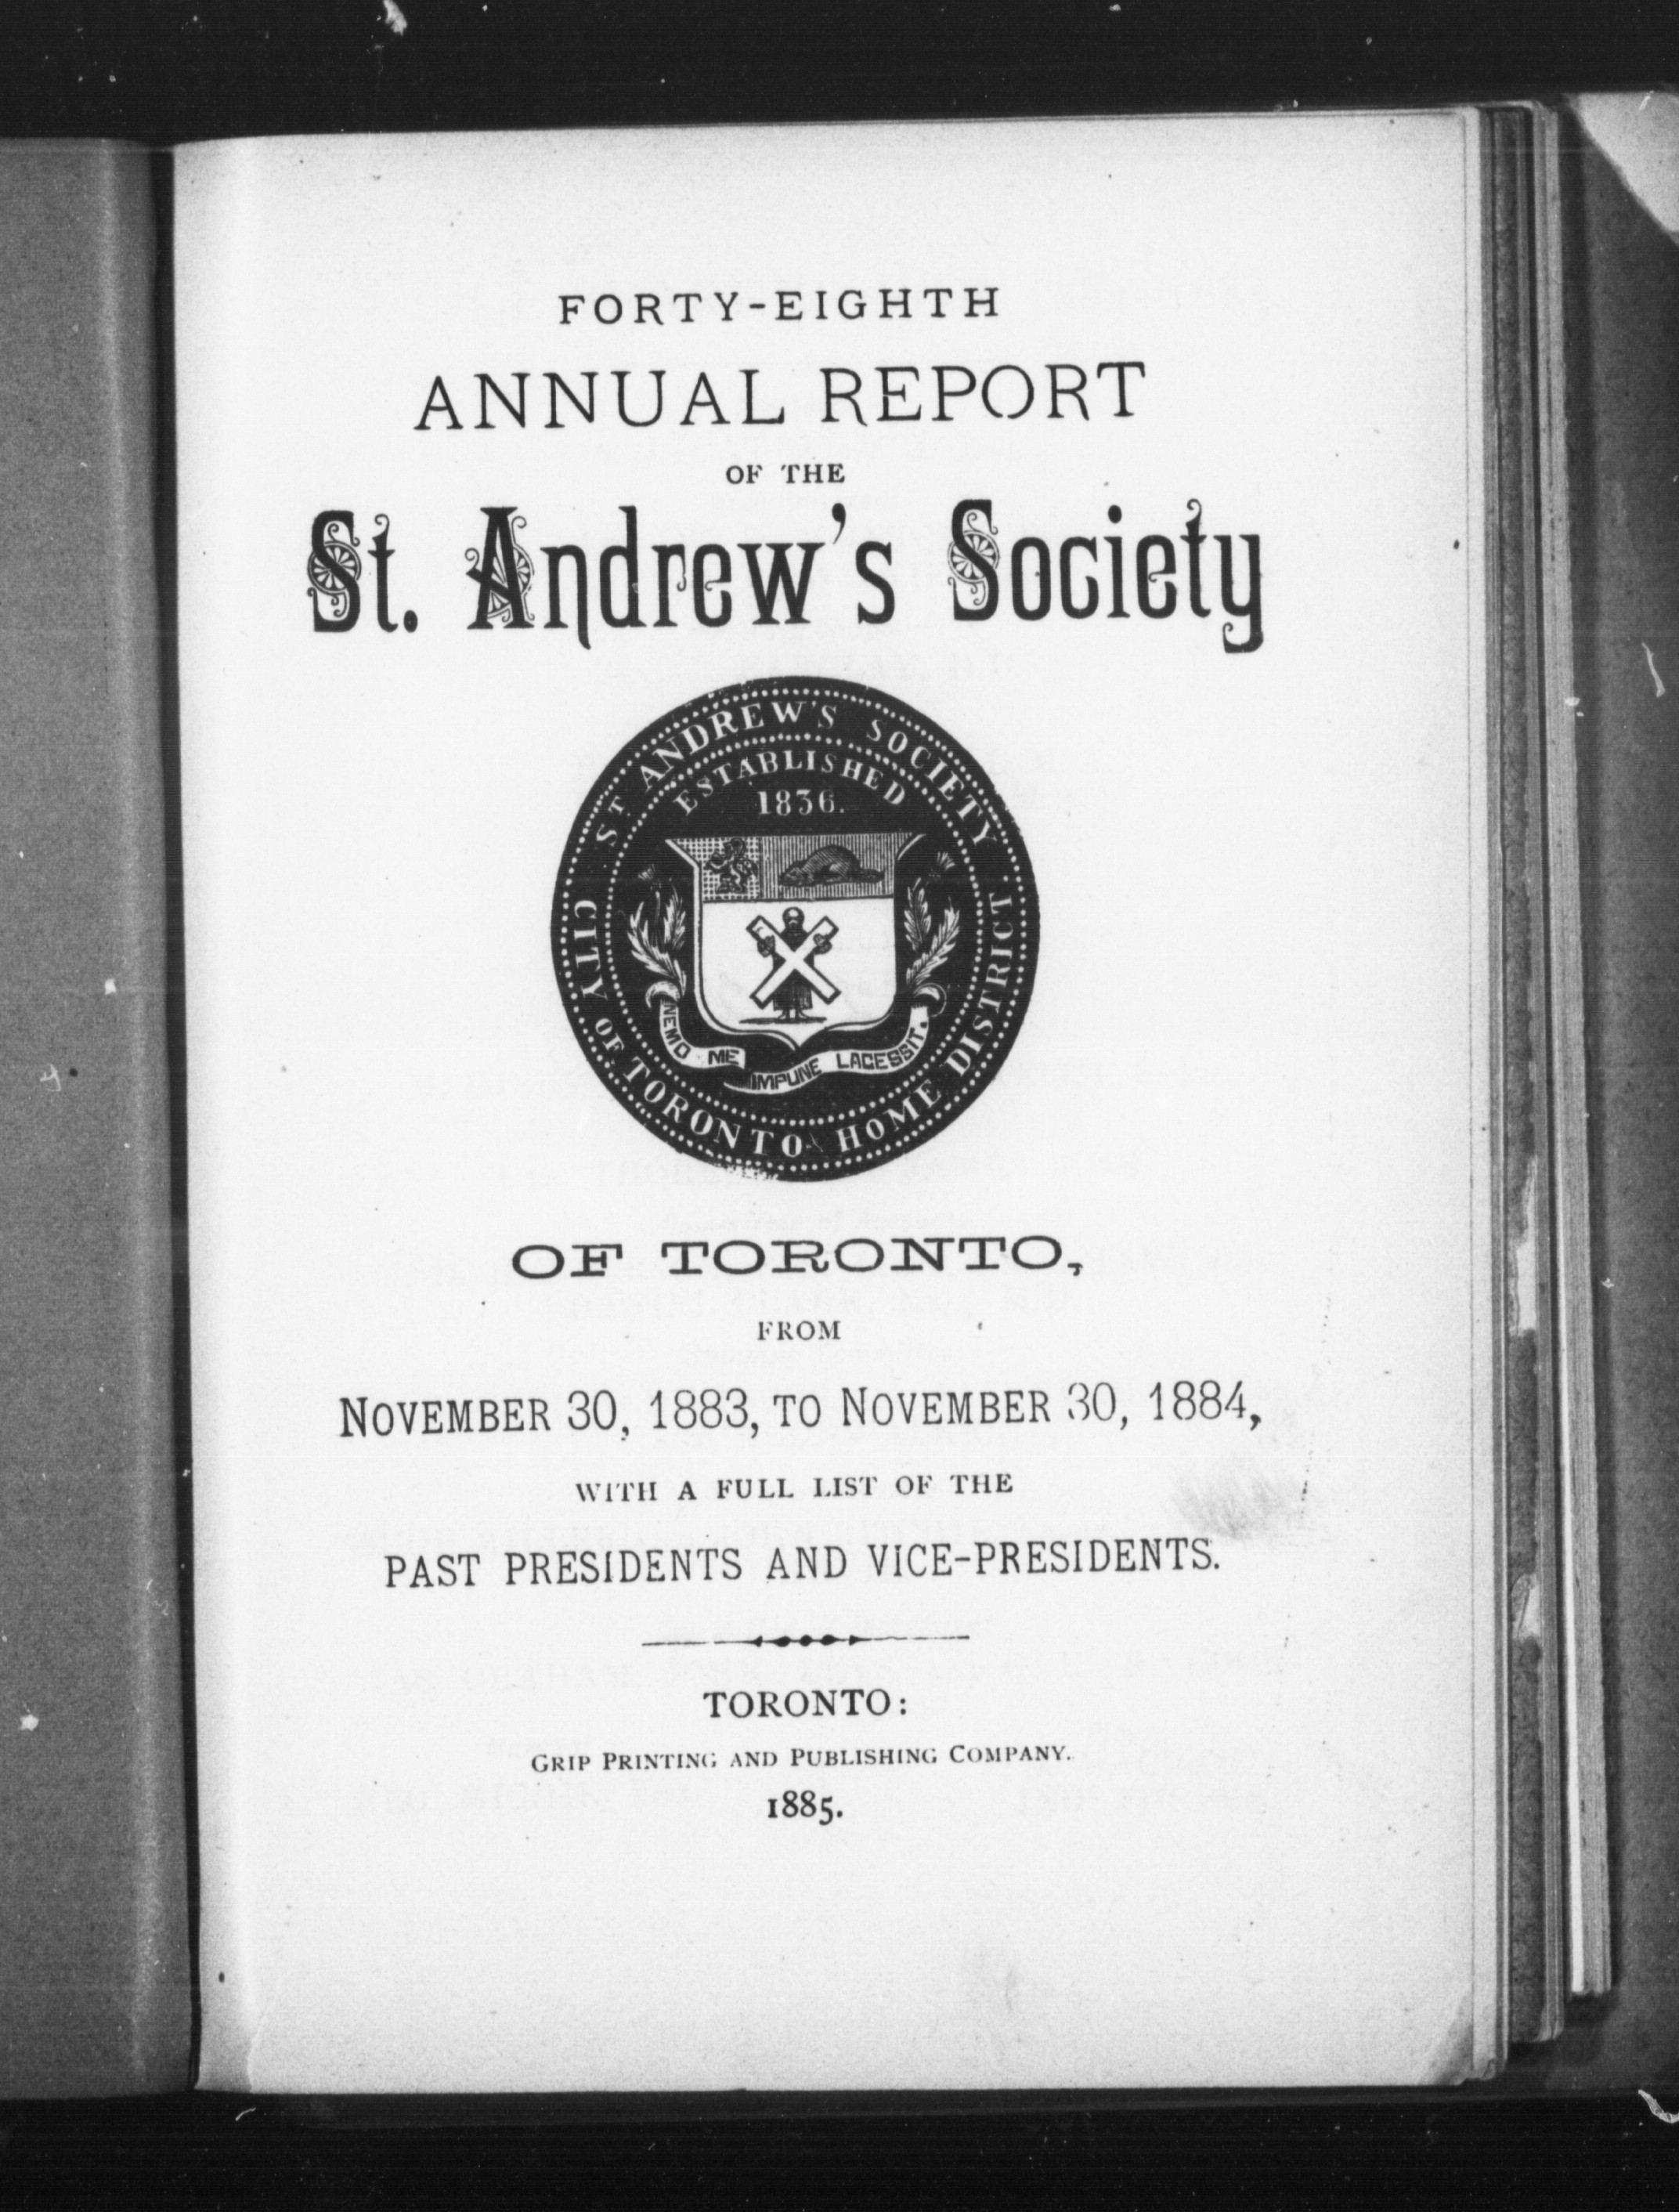 FORTY-EIGHTH
ANNUAL REPORT
OF THE
St. Andrew's Society
ST ANDREW'S SOCIETY
CITY OF TORONTO HOME DISTRICT.
ESTABLISHED
1836.
NEMO ME IMPUNE LACESSIT.
OF TORONTO,
FROM
NOVEMBER 30, 1883, TO NOVEMBER 30, 1884,
WITH A FULL LIST OF THE
PAST PRESIDENTS AND VICE-PRESIDENTS.
TORONTO:
GRIP PRINTING AND PUBLISHING COMPANY.
1885.